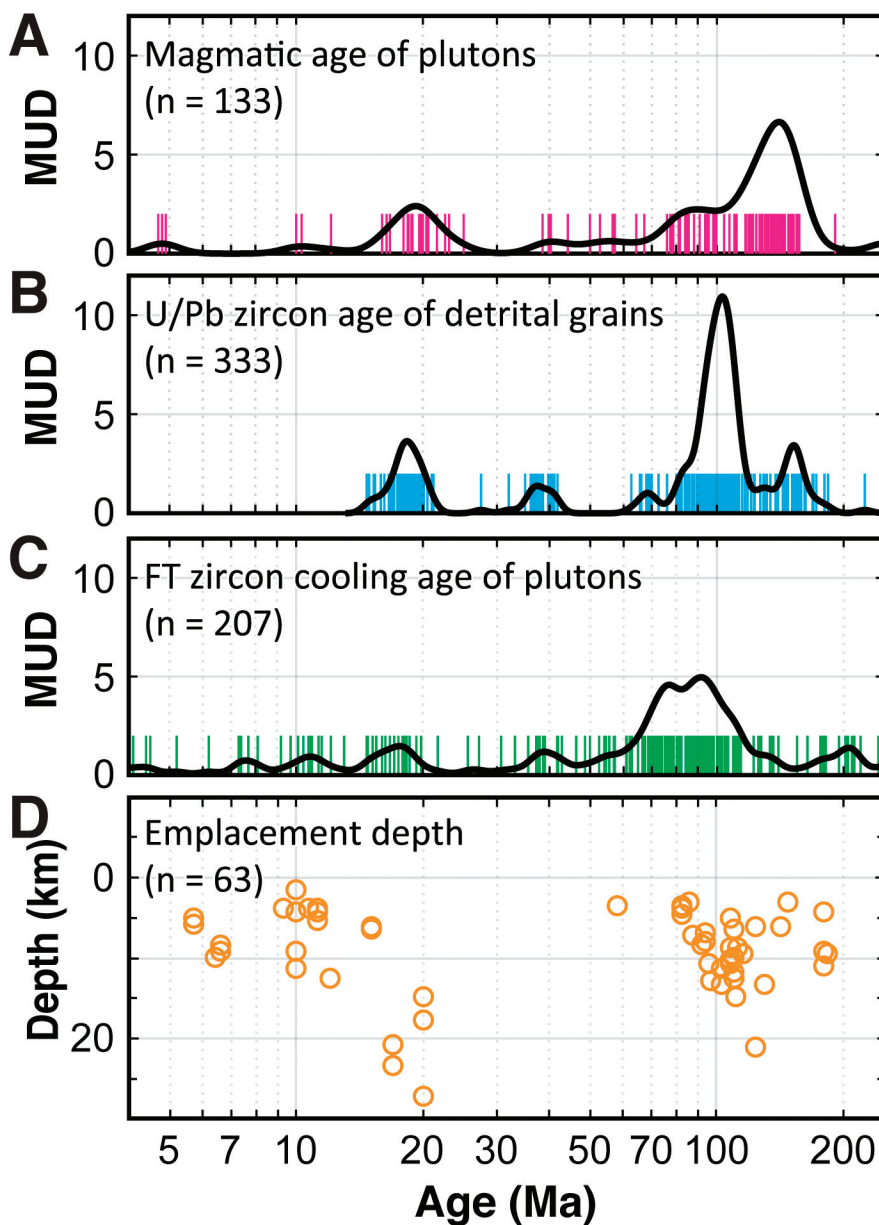 A
Magmatic age of plutons
(n = 133)
MUD
10
5
0
B
U/Pb zircon age of detrital grains
(n = 333)
MUD
10
5
0
C
FT zircon cooling age of plutons
(n = 207)
MUD
10
5
0
D
Emplacement depth
(n = 63)
Depth (km)
0
20
5 7 10 20 30 50 70 100 200
Age (Ma)